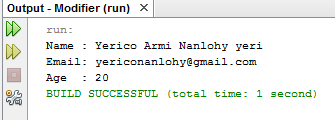 Output - Modifier (run)
run:
Name : Yerico Armi Nanlohy yeri
Email: yericonanlohy@gmail.com
Age  : 20
BUILD SUCCESSFUL (total time: 1 second)